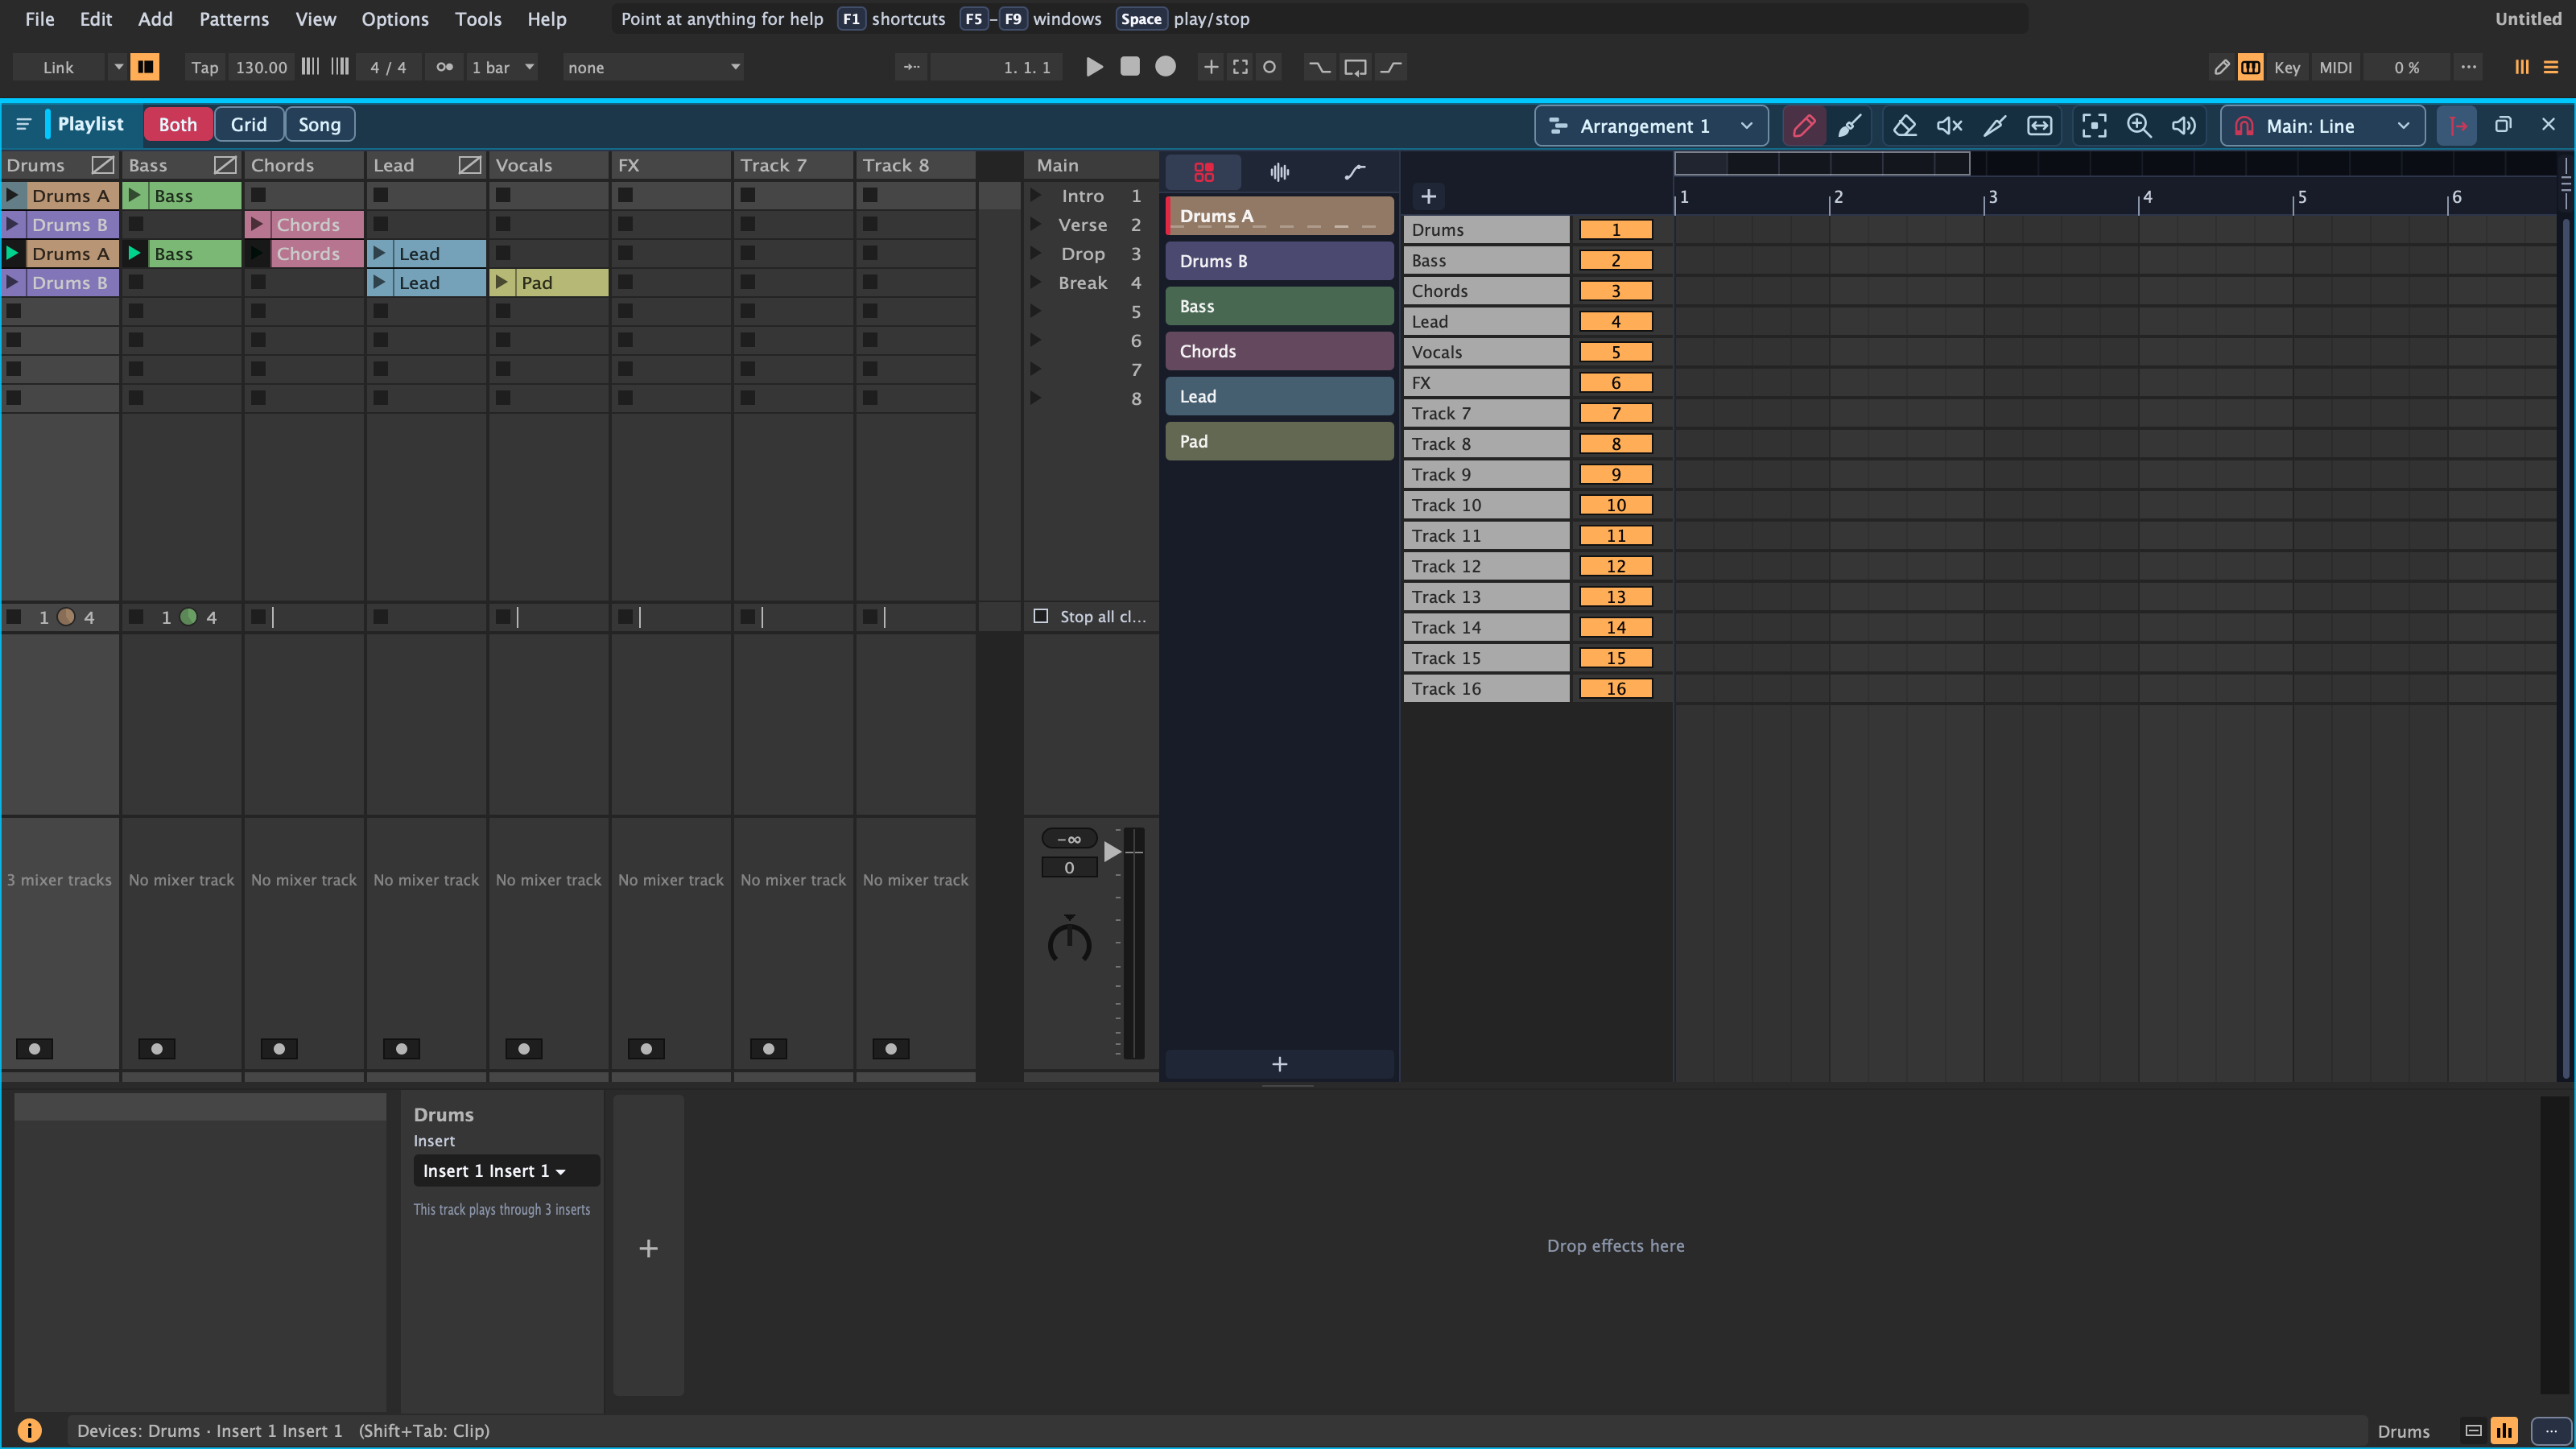 File Edit Add Patterns View Options Tools Help Point at anything for help F1 shortcuts F5 - F9 windows Space play/stop Untitled
Link Tap 130.00 4 / 4 1 bar none 1. 1. 1 Key MIDI 0 % ...
Playlist Both Grid Song Arrangement 1 Main: Line
Drums Bass Chords Lead Vocals FX Track 7 Track 8 Main
Drums A Bass Intro 1
Drums B Chords Verse 2
Drums A Bass Chords Lead Drop 3
Drums B Lead Pad Break 4
5
6
7
8
1 4 1 4 Stop all cl...
-∞
0
3 mixer tracks No mixer track No mixer track No mixer track No mixer track No mixer track No mixer track No mixer track
Drums A
Drums B
Bass
Chords
Lead
Pad
+
+ 1 2 3 4 5 6
Drums 1
Bass 2
Chords 3
Lead 4
Vocals 5
FX 6
Track 7 7
Track 8 8
Track 9 9
Track 10 10
Track 11 11
Track 12 12
Track 13 13
Track 14 14
Track 15 15
Track 16 16
Drums
Insert
Insert 1 Insert 1
This track plays through 3 inserts
+
Drop effects here
Devices: Drums · Insert 1 Insert 1 (Shift+Tab: Clip) Drums ...